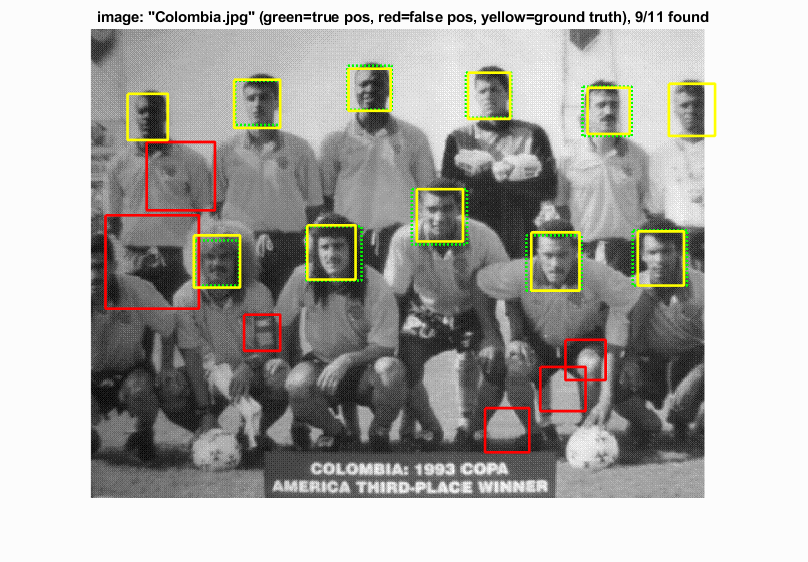 image: "Colombia.jpg" (green=true pos, red=false pos, yellow=ground truth), 9/11 found
COLOMBIA: 1993 COPA
AMERICA THIRD-PLACE WINNER